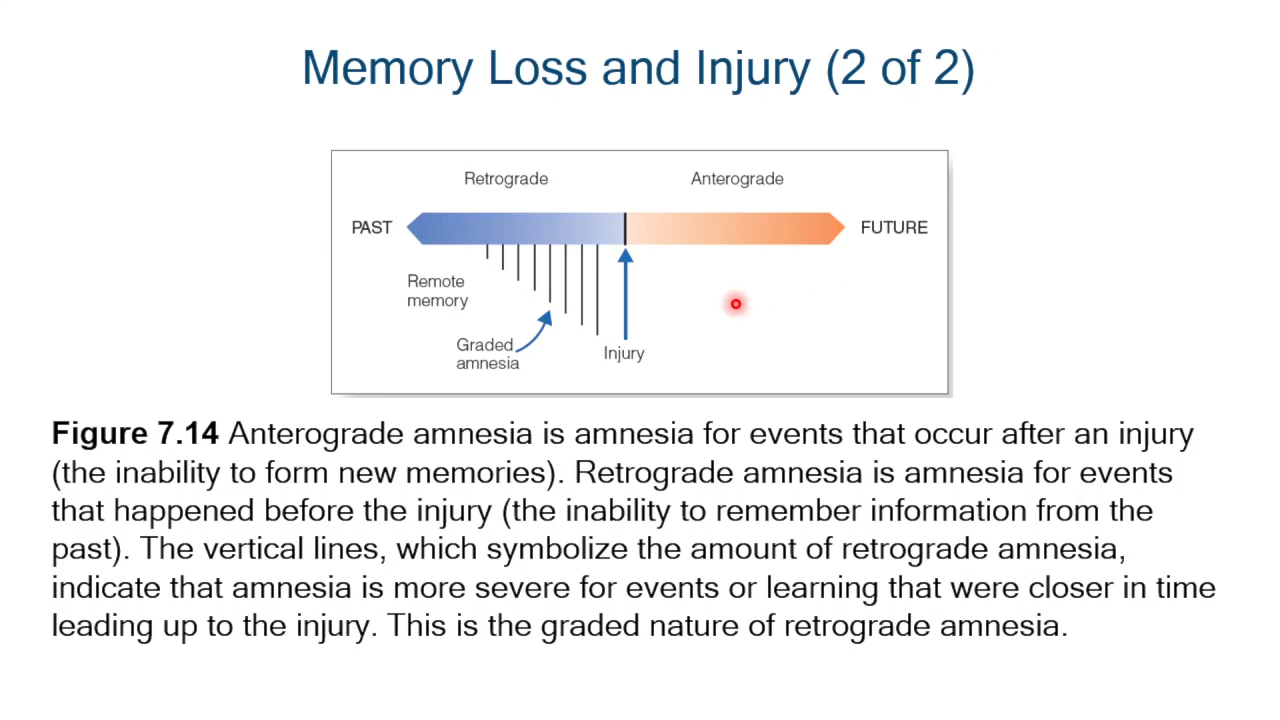 Memory Loss and Injury (2 of 2)
Retrograde
Anterograde
PAST
FUTURE
Remote
memory
Graded
amnesia
Injury
Figure 7.14 Anterograde amnesia is amnesia for events that occur after an injury
(the inability to form new memories). Retrograde amnesia is amnesia for events
that happened before the injury (the inability to remember information from the
past). The vertical lines, which symbolize the amount of retrograde amnesia,
indicate that amnesia is more severe for events or learning that were closer in time
leading up to the injury. This is the graded nature of retrograde amnesia.